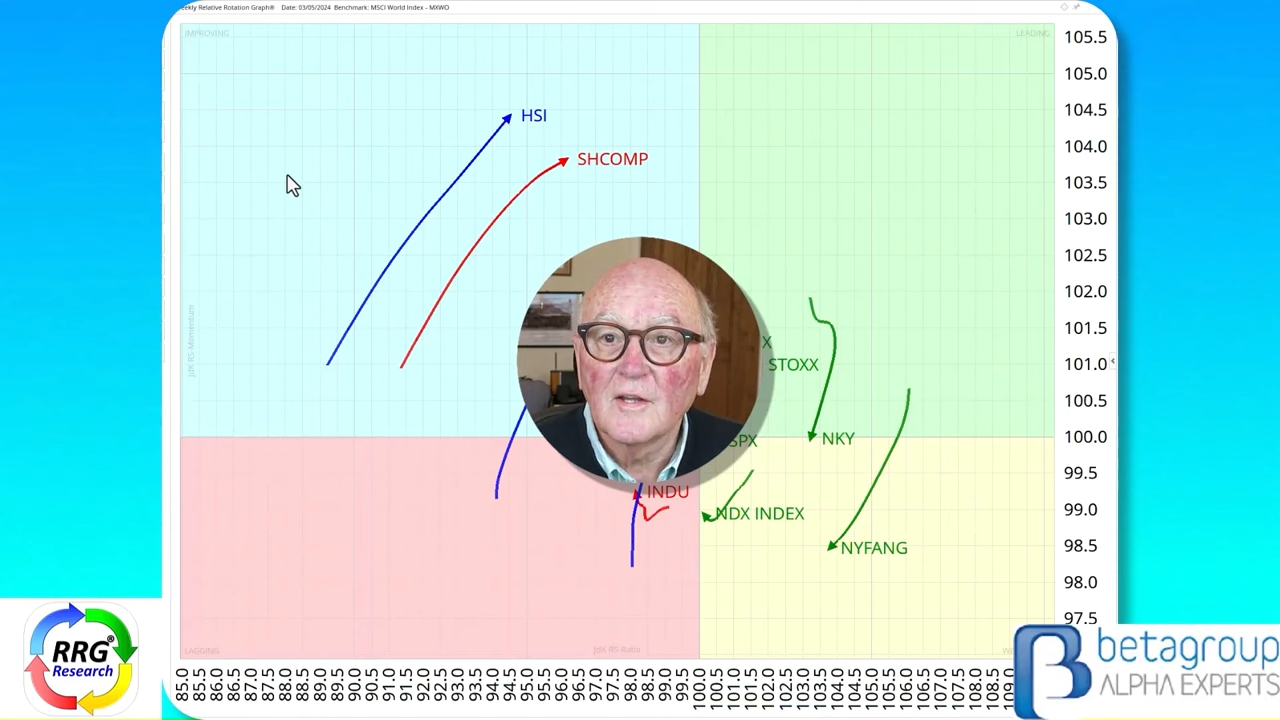 eekly Relative Rotation Graph® Date: 03/05/2024 Benchmark: MSCI World Index - MXWO
IMPROVING
LEADING
HSI
SHCOMP
X
STOXX
SPX
NKY
INDU
NDX INDEX
NYFANG
JdK RS-Momentum
LAGGING
JdK RS-Ratio
WE
105.5
105.0
104.5
104.0
103.5
103.0
102.5
102.0
101.5
101.0
100.5
100.0
99.5
99.0
98.5
98.0
97.5
85.0 85.5 86.0 86.5 87.0 87.5 88.0 88.5 89.0 89.5 90.0 90.5 91.0 91.5 92.0 92.5 93.0 93.5 94.0 94.5 95.0 95.5 96.0 96.5 97.0 97.5 98.0 98.5 99.0 99.5 100.0 100.5 101.0 101.5 102.0 102.5 103.0 103.5 104.0 104.5 105.0 105.5 106.0 106.5 107.0 107.5 108.0 108.5 109.0
RRG®
Research
betagroup
ALPHA EXPERTS